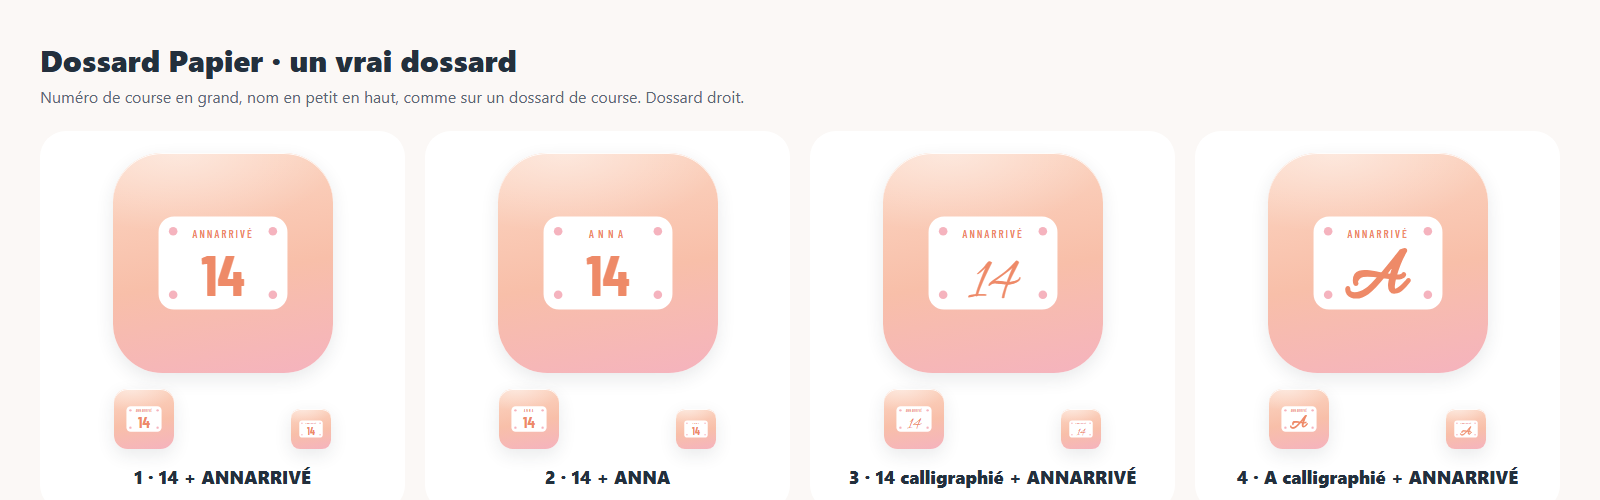 Dossard Papier · un vrai dossard
Numéro de course en grand, nom en petit en haut, comme sur un dossard de course. Dossard droit.
ANNARRIVÉ
14
ANNA
14
ANNARRIVÉ
14
ANNARRIVÉ
A
14
14
14
14
14
14
A
A
1 · 14 + ANNARRIVÉ
2 · 14 + ANNA
3 · 14 calligraphié + ANNARRIVÉ
4 · A calligraphié + ANNARRIVÉ